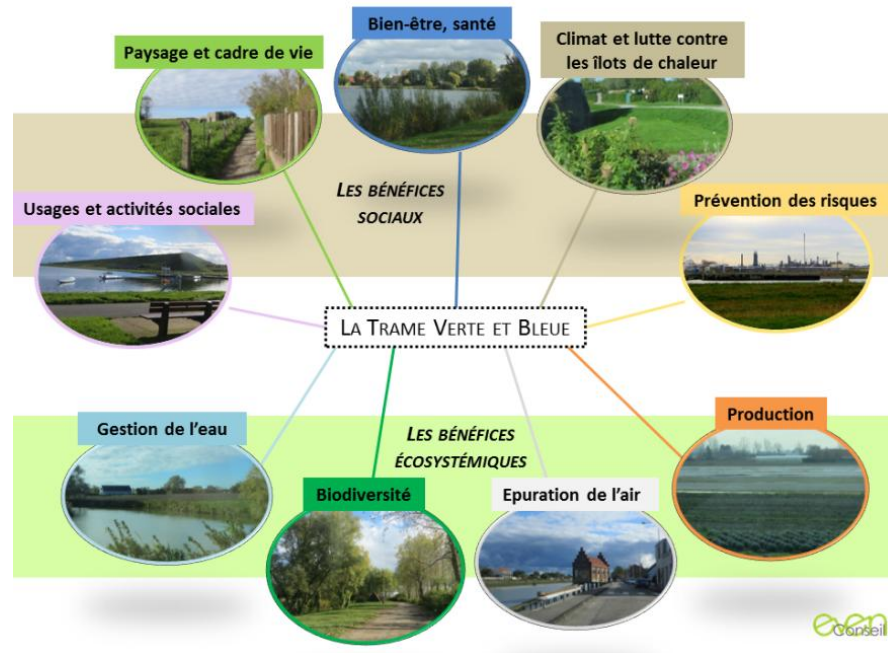 Bien-être, santé
Paysage et cadre de vie
Climat et lutte contre
les îlots de chaleur
LES BÉNÉFICES
SOCIAUX
Usages et activités sociales
Prévention des risques
LA TRAME VERTE ET BLEUE
Gestion de l'eau
LES BÉNÉFICES
ÉCOSYSTÉMIQUES
Production
Biodiversité
Epuration de l'air
even
Conseil